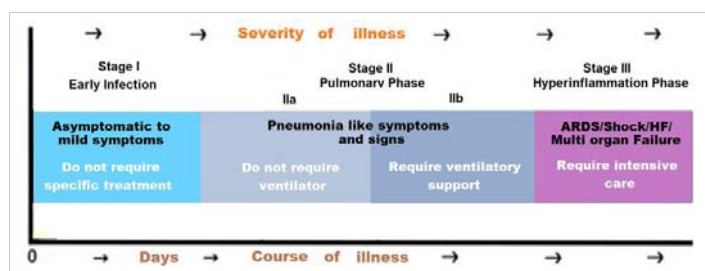 → → Severity of illness → → →
Stage I
Early Infection
Stage II
Pulmonary Phase
IIa
IIb
Stage III
Hyperinflammation Phase
Asymptomatic to
mild symptoms
Do not require
specific treatment
Pneumonia like symptoms
and signs
Do not require
ventilator
Require ventilatory
support
ARDS/Shock/HF/
Multi organ Failure
Require intensive
care
0 → Days → Course of illness → → →